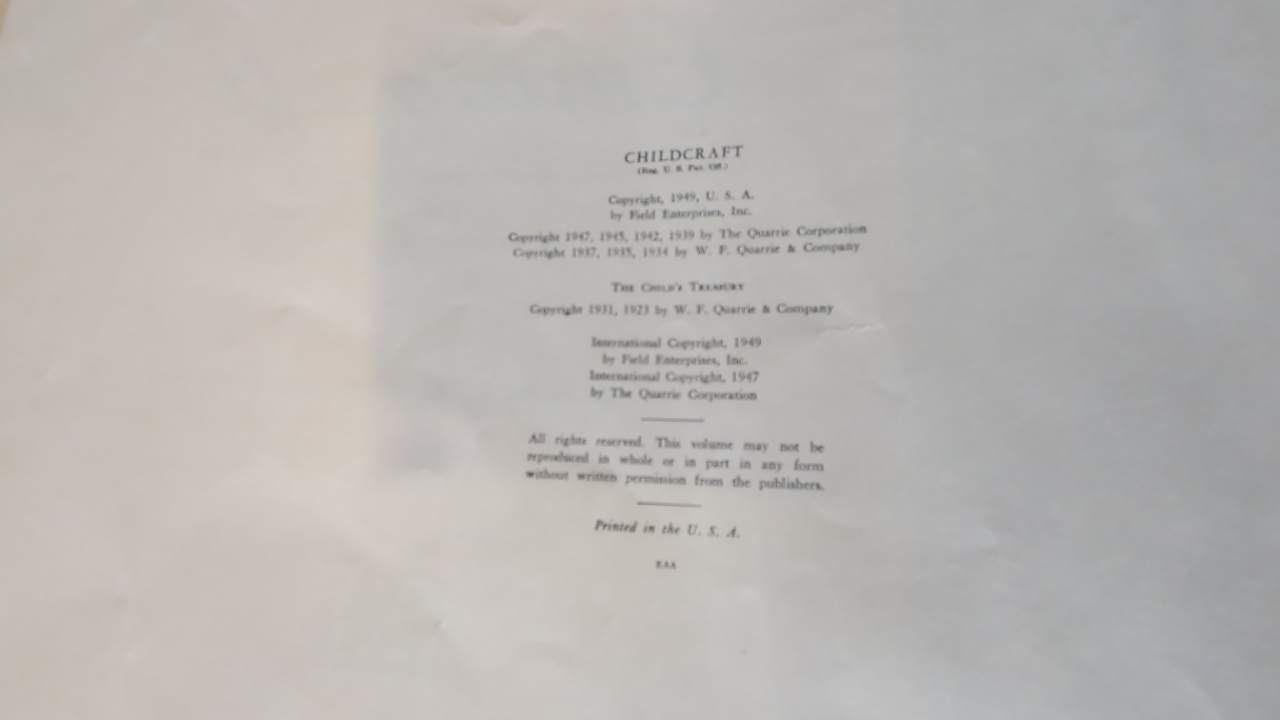 CHILDCRAFT
(Reg. U. S. Pat. Off.)
Copyright, 1949, U. S. A.
by Field Enterprises, Inc.
Copyright 1947, 1945, 1942, 1939 by The Quarrie Corporation
Copyright 1937, 1935, 1934 by W. F. Quarrie & Company
THE CHILD'S TREASURY
Copyright 1931, 1923 by W. F. Quarrie & Company
International Copyright, 1949
by Field Enterprises, Inc.
International Copyright, 1947
by The Quarrie Corporation
All rights reserved. This volume may not be
reproduced in whole or in part in any form
without written permission from the publishers.
Printed in the U. S. A.